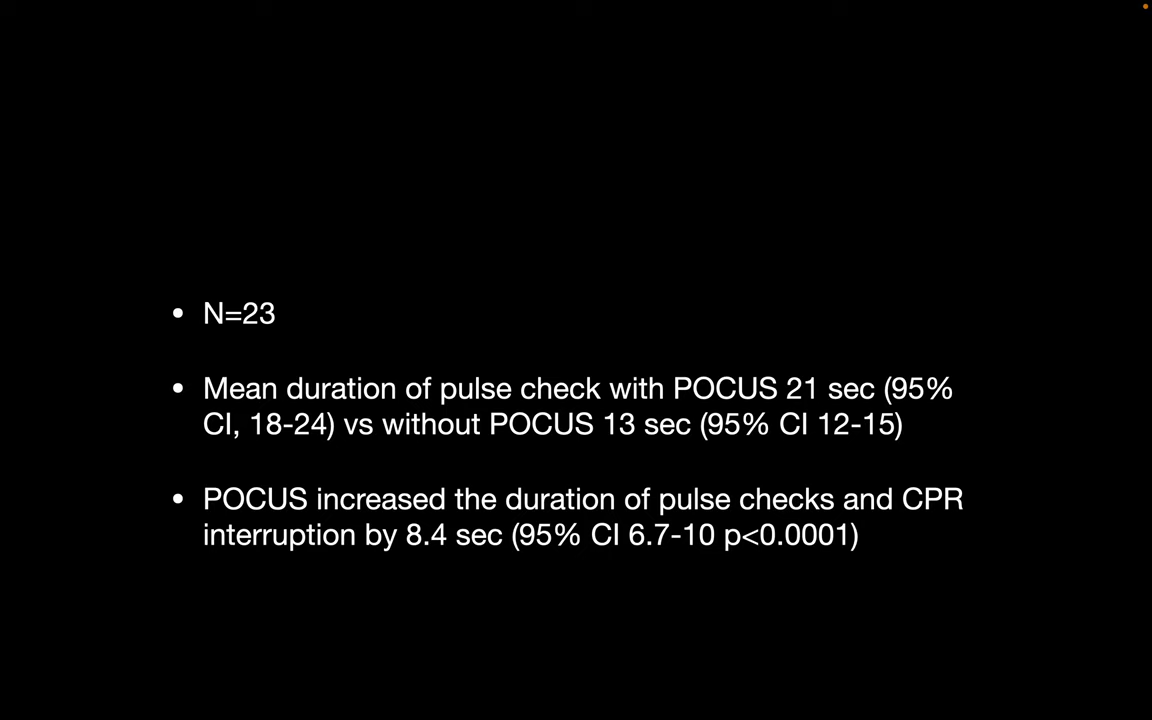 • N=23
• Mean duration of pulse check with POCUS 21 sec (95%
CI, 18-24) vs without POCUS 13 sec (95% CI 12-15)
• POCUS increased the duration of pulse checks and CPR
interruption by 8.4 sec (95% CI 6.7-10 p<0.0001)